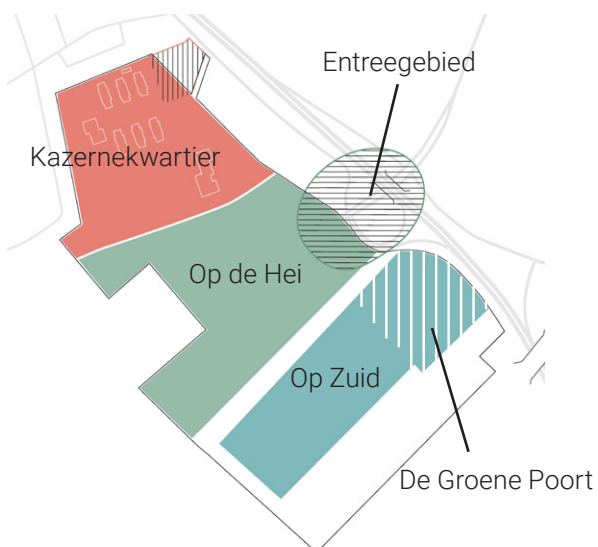 Entreegebied
Kazernekwartier
Op de Hei
Op Zuid
De Groene Poort